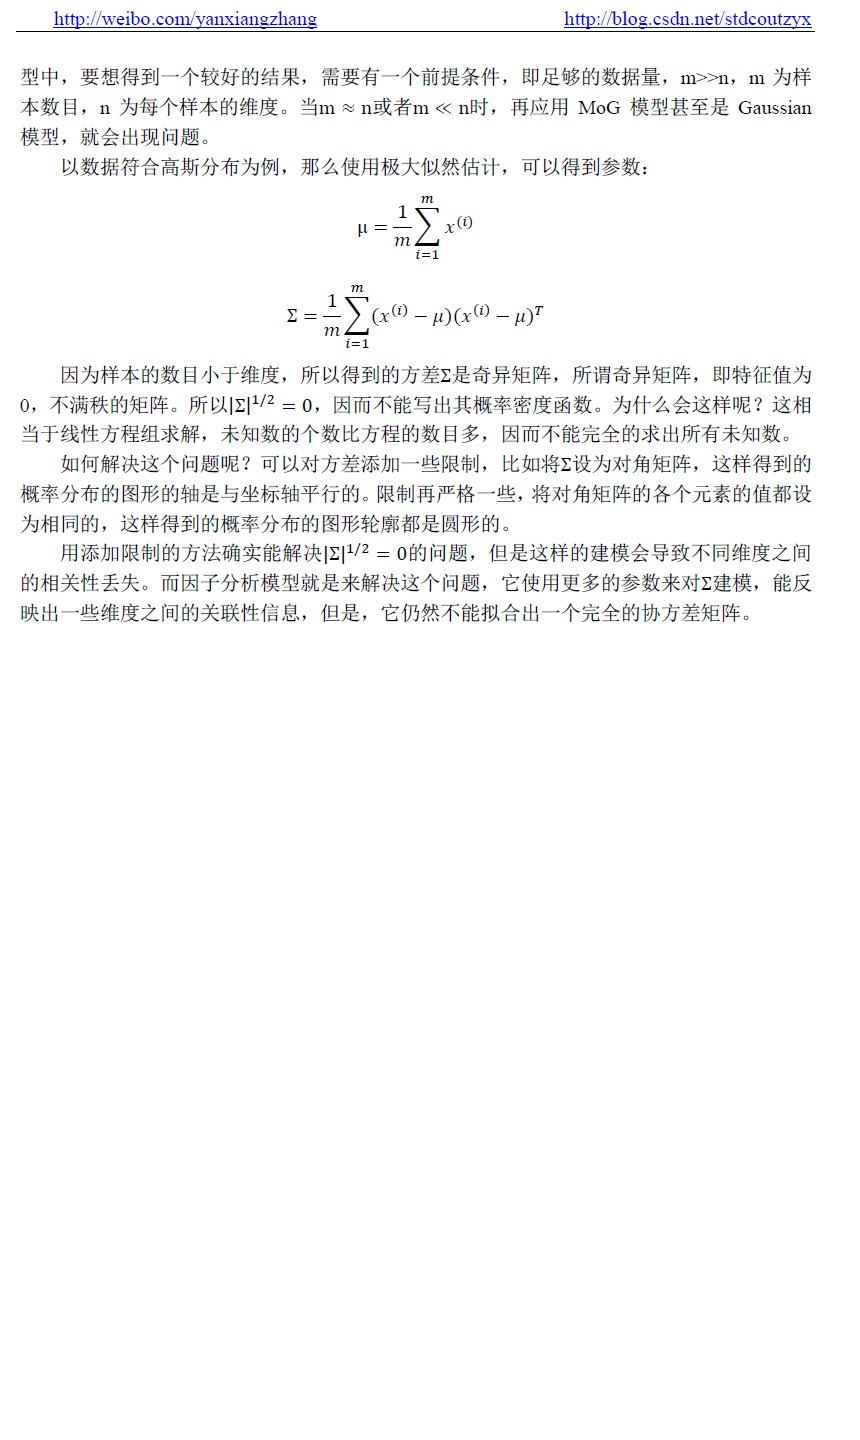 http://weibo.com/yanxiangzhang http://blog.csdn.net/stdcoutzyx
型中，要想得到一个较好的结果，需要有一个前提条件，即足够的数据量，m>>n，m 为样
本数目，n 为每个样本的维度。当m ≈ n或者m ≪ n时，再应用 MoG 模型甚至是 Gaussian
模型，就会出现问题。
以数据符合高斯分布为例，那么使用极大似然估计，可以得到参数：
μ = \frac{1}{m} \sum_{i=1}^{m} x^{(i)}
Σ = \frac{1}{m} \sum_{i=1}^{m} (x^{(i)} − μ)(x^{(i)} − μ)^T
因为样本的数目小于维度，所以得到的方差Σ是奇异矩阵，所谓奇异矩阵，即特征值为
0，不满秩的矩阵。所以|Σ|^{1/2} = 0，因而不能写出其概率密度函数。为什么会这样呢？这相
当于线性方程组求解，未知数的个数比方程的数目多，因而不能完全的求出所有未知数。
如何解决这个问题呢？可以对方差添加一些限制，比如将Σ设为对角矩阵，这样得到的
概率分布的图形的轴是与坐标轴平行的。限制再严格一些，将对角矩阵的各个元素的值都设
为相同的，这样得到的概率分布的图形轮廓都是圆形的。
用添加限制的方法确实能解决|Σ|^{1/2} = 0的问题，但是这样的建模会导致不同维度之间
的相关性丢失。而因子分析模型就是来解决这个问题，它使用更多的参数来对Σ建模，能反
映出一些维度之间的关联性信息，但是，它仍然不能拟合出一个完全的协方差矩阵。